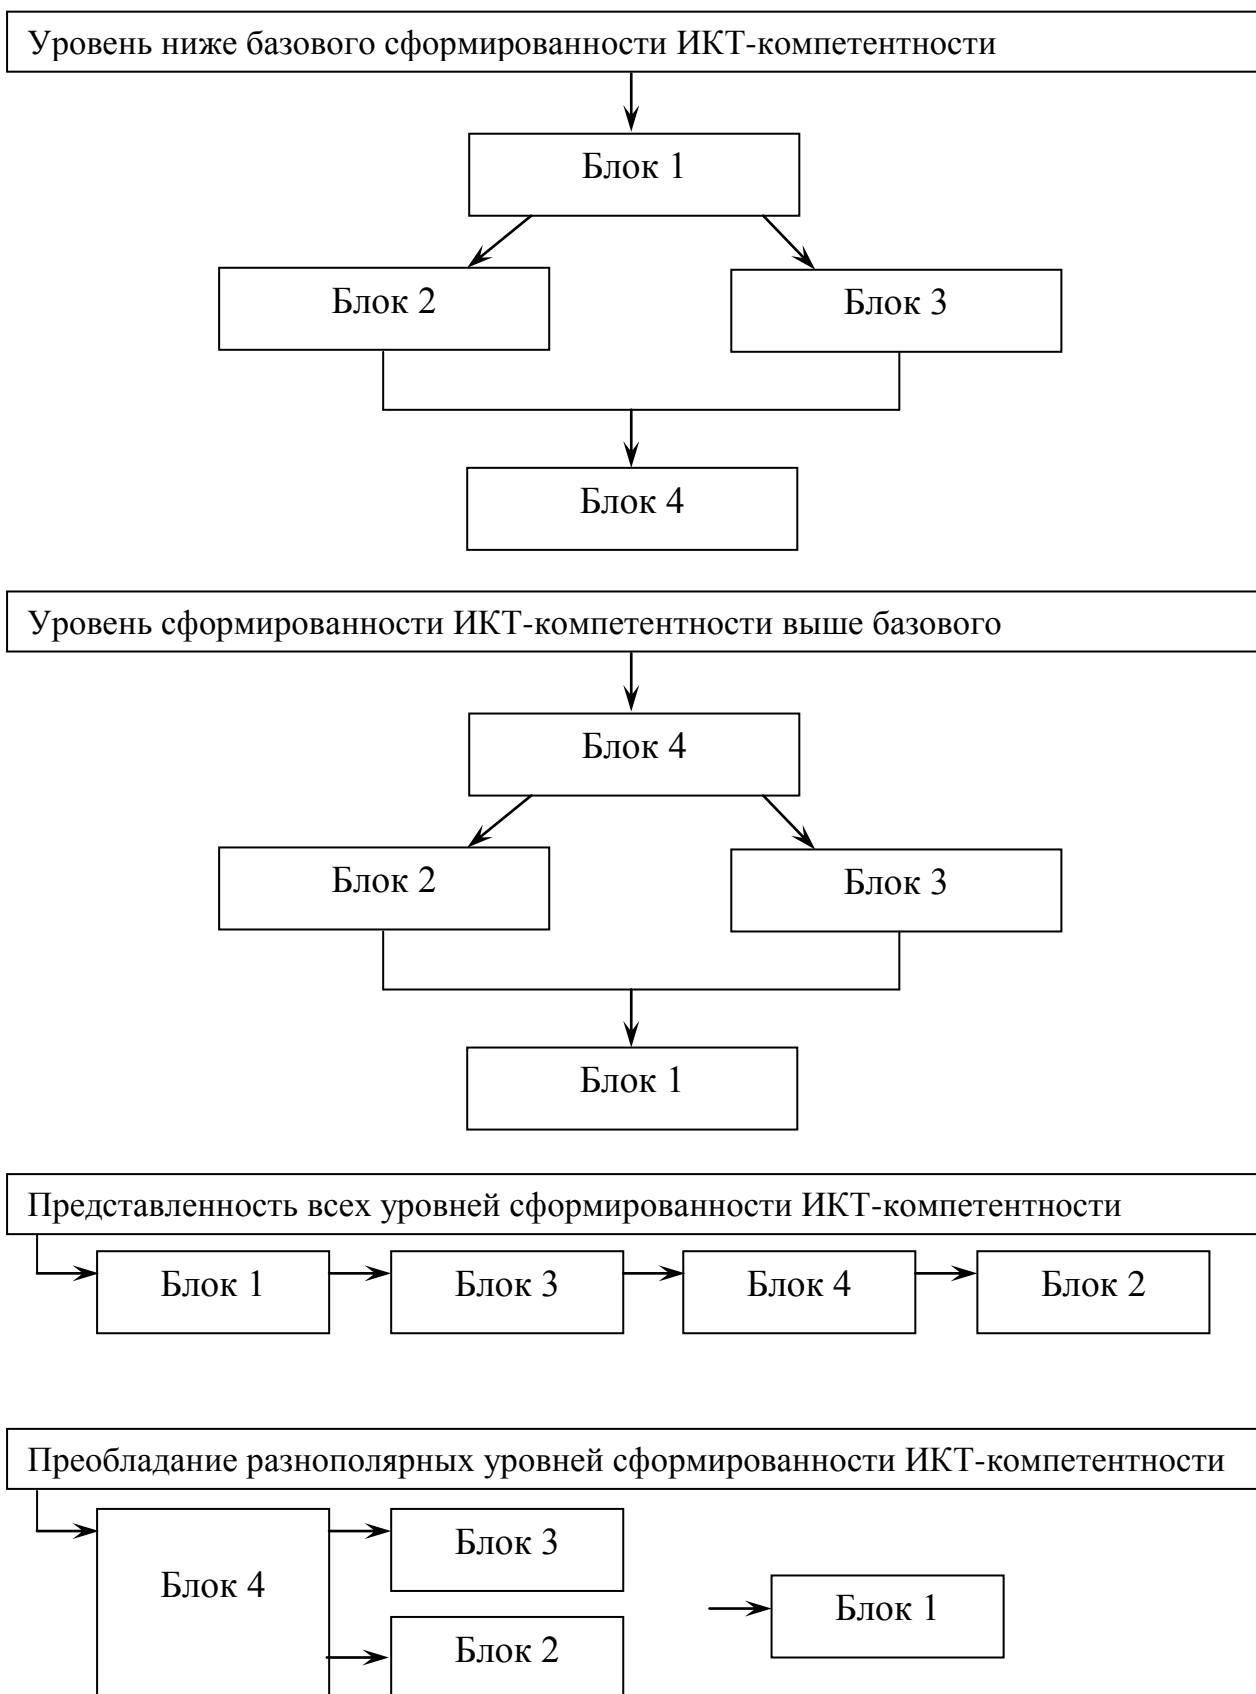 Уровень ниже базового сформированности ИКТ-компетентности
Блок 1
Блок 2
Блок 3
Блок 4
Уровень сформированности ИКТ-компетентности выше базового
Блок 4
Блок 2
Блок 3
Блок 1
Представленность всех уровней сформированности ИКТ-компетентности
Блок 1
Блок 3
Блок 4
Блок 2
Преобладание разнополярных уровней сформированности ИКТ-компетентности
Блок 4
Блок 3
Блок 2
Блок 1